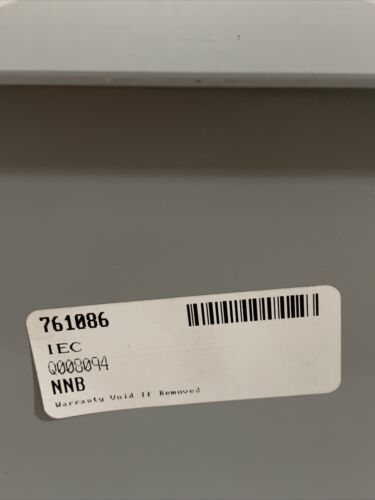 761086
IEC
Q008094
NNB
Warranty Void If Removed